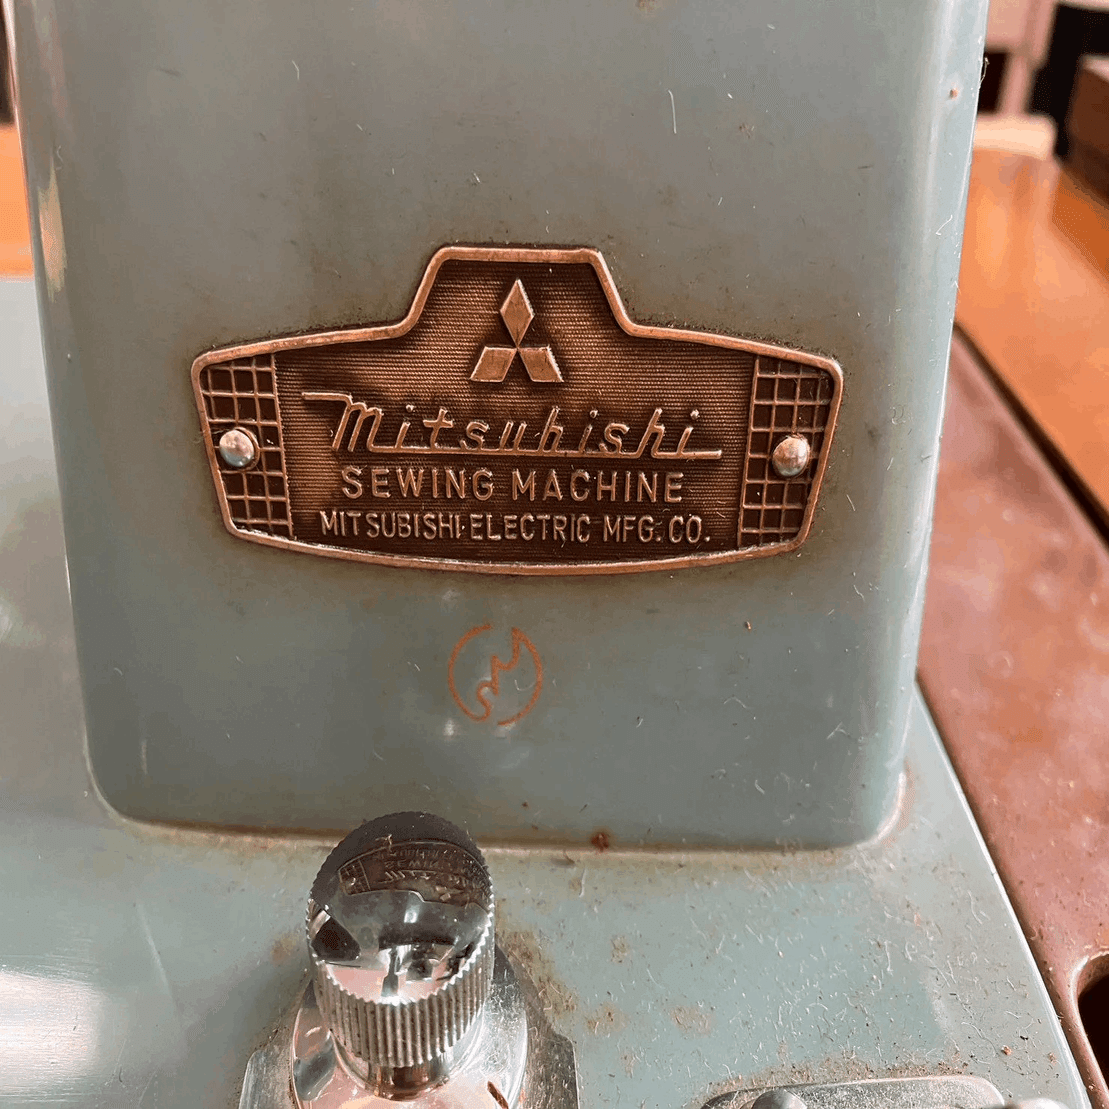 Mitsubishi
SEWING MACHINE
MITSUBISHI ELECTRIC MFG. CO.